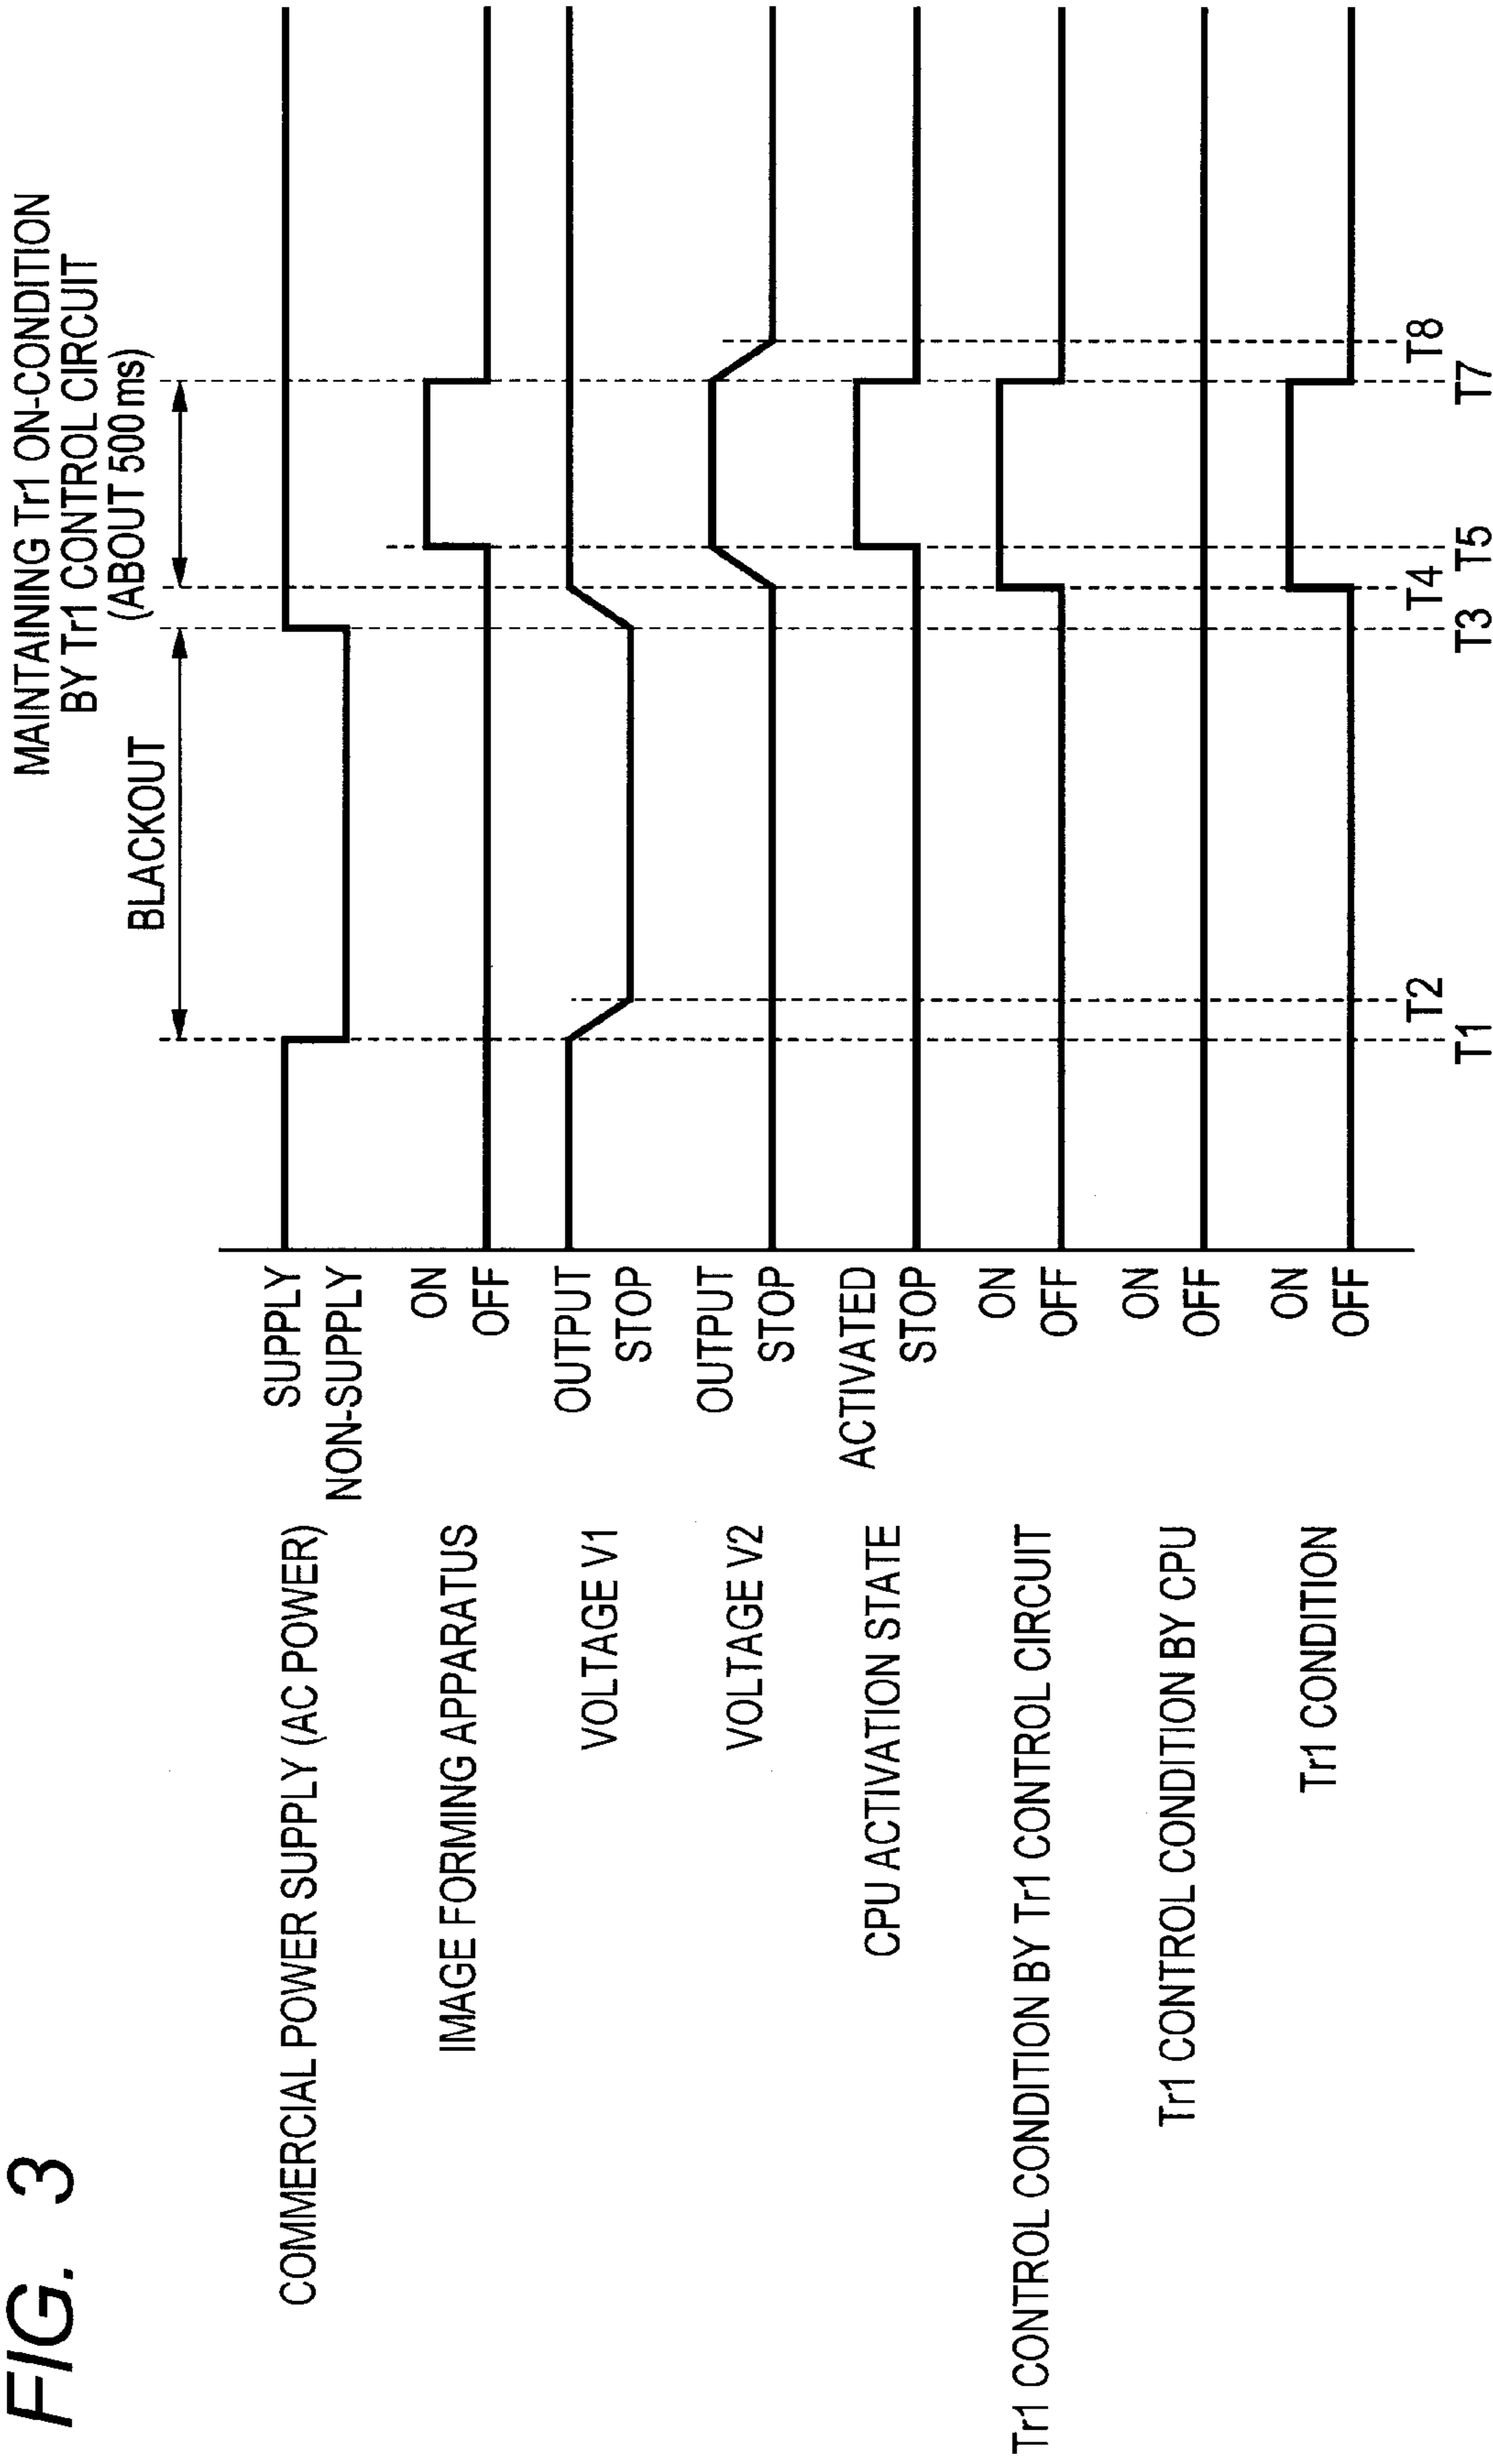 FIG. 3
MAINTAINING Tr1 ON-CONDITION
BY Tr1 CONTROL CIRCUIT
(ABOUT 500ms)
BLACKOUT
COMMERCIAL POWER SUPPLY (AC POWER)
SUPPLY
NON-SUPPLY
IMAGE FORMING APPARATUS
ON
OFF
VOLTAGE V1
OUTPUT
STOP
VOLTAGE V2
OUTPUT
STOP
CPU ACTIVATION STATE
ACTIVATED
STOP
Tr1 CONTROL CONDITION BY Tr1 CONTROL CIRCUIT
ON
OFF
Tr1 CONTROL CONDITION BY CPU
ON
OFF
Tr1 CONDITION
ON
OFF
T1
T2
T3
T4
T5
T7
T8